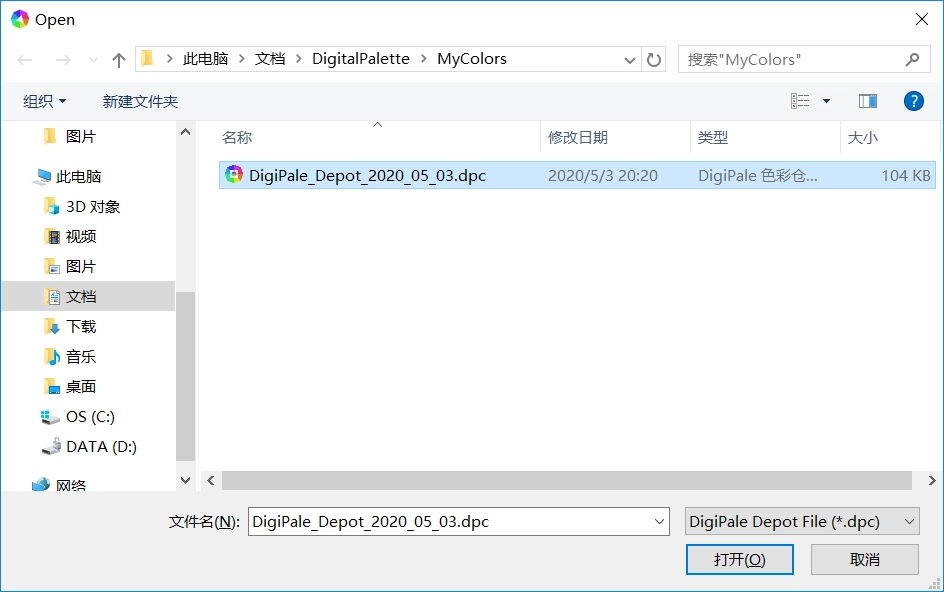 Open
此电脑 文档 DigitalPalette MyColors
搜索"MyColors"
组织 新建文件夹
?
名称 修改日期 类型 大小
DigiPale_Depot_2020_05_03.dpc 2020/5/3 20:20 DigiPale 色彩仓... 104 KB
图片
此电脑
3D 对象
视频
图片
文档
下载
音乐
桌面
OS (C:)
DATA (D:)
网络
文件名(N): DigiPale_Depot_2020_05_03.dpc DigiPale Depot File (*.dpc)
打开(O) 取消